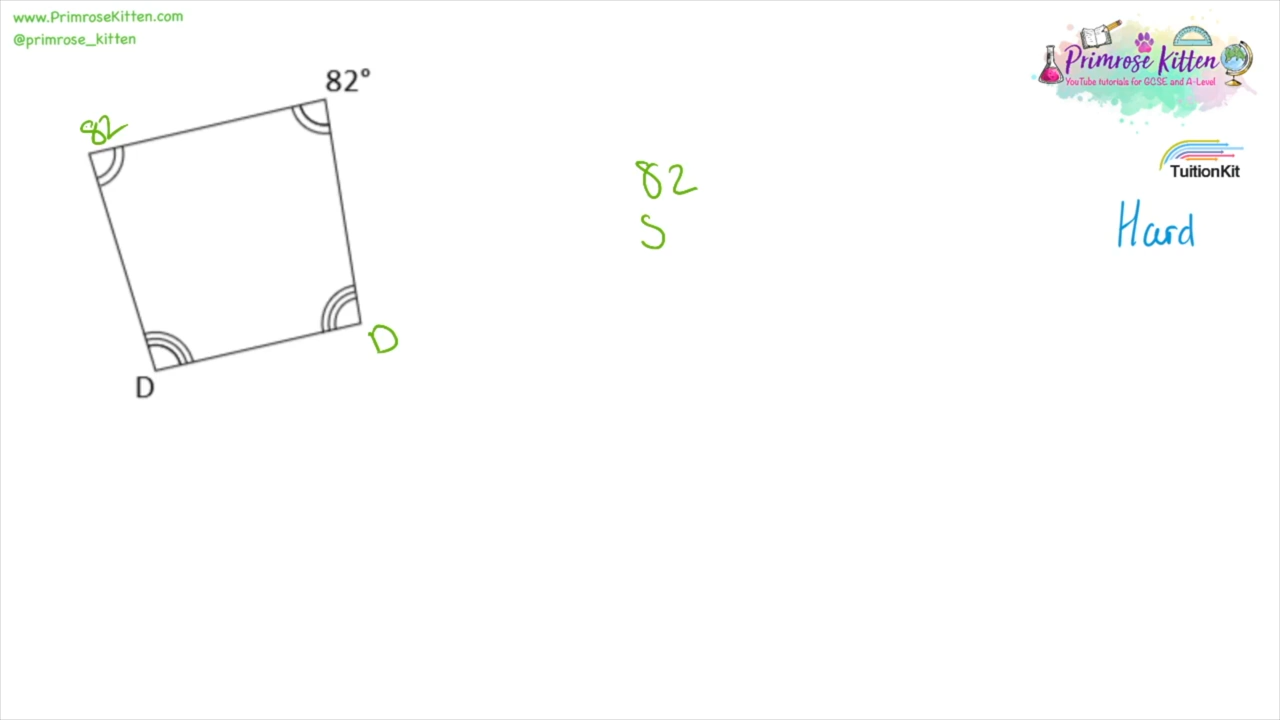 www.PrimroseKitten.com
@primrose_kitten
Primrose Kitten
YouTube tutorials for GCSE and A-Level
TuitionKit
Hard
82°
82
D
D
82
S